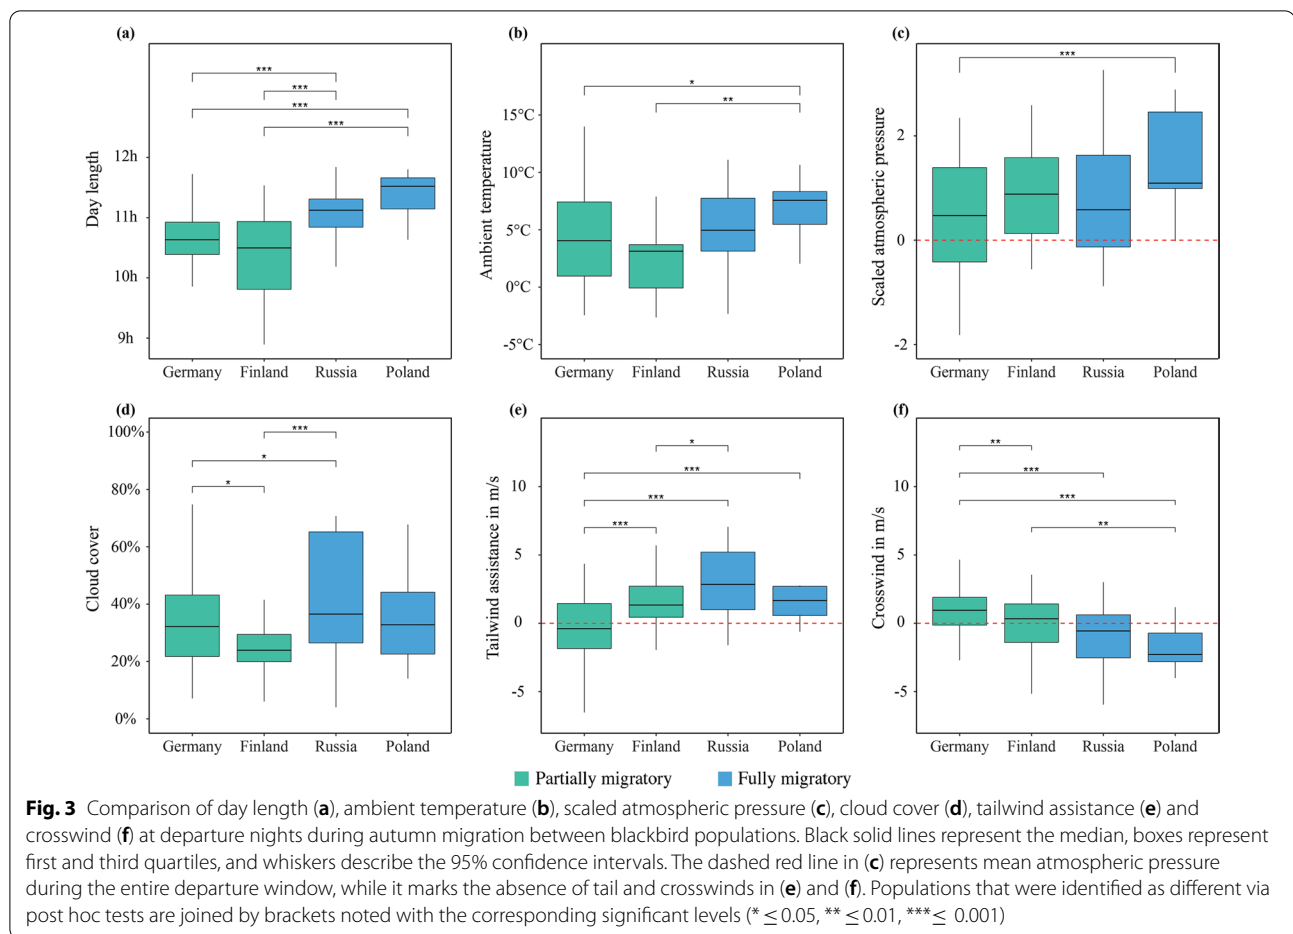 (a)
***
***
***
***
Day length
12h
11h
10h
9h
Germany Finland Russia Poland
(b)
*
**
Ambient temperature
15°C
10°C
5°C
0°C
-5°C
Germany Finland Russia Poland
(c)
***
Scaled atmospheric pressure
2
0
-2
Germany Finland Russia Poland
(d)
***
*
*
Cloud cover
100%
80%
60%
40%
20%
0%
Germany Finland Russia Poland
(e)
*
***
***
***
Tailwind assistance in m/s
10
5
0
-5
Germany Finland Russia Poland
(f)
**
***
***
**
Crosswind in m/s
10
5
0
-5
Germany Finland Russia Poland
Partially migratory Fully migratory
Fig. 3 Comparison of day length (a), ambient temperature (b), scaled atmospheric pressure (c), cloud cover (d), tailwind assistance (e) and
crosswind (f) at departure nights during autumn migration between blackbird populations. Black solid lines represent the median, boxes represent
first and third quartiles, and whiskers describe the 95% confidence intervals. The dashed red line in (c) represents mean atmospheric pressure
during the entire departure window, while it marks the absence of tail and crosswinds in (e) and (f). Populations that were identified as different via
post hoc tests are joined by brackets noted with the corresponding significant levels (* ≤ 0.05, ** ≤ 0.01, *** ≤ 0.001)